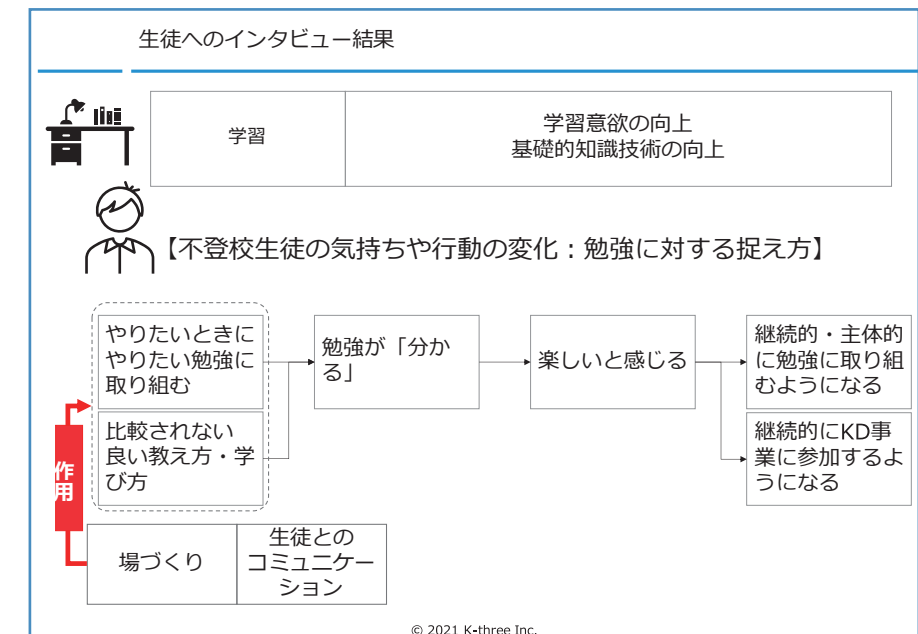 生徒へのインタビュー結果
学習
学習意欲の向上
基礎的知識技術の向上
【不登校生徒の気持ちや行動の変化：勉強に対する捉え方】
やりたいときに
やりたい勉強に
取り組む
比較されない
良い教え方・学
び方
勉強が「分か
る」
楽しいと感じる
継続的・主体的
に勉強に取り組
むようになる
継続的にKD事
業に参加するよ
うになる
作
用
場づくり
生徒との
コミュニケー
ション
© 2021 K-three Inc.